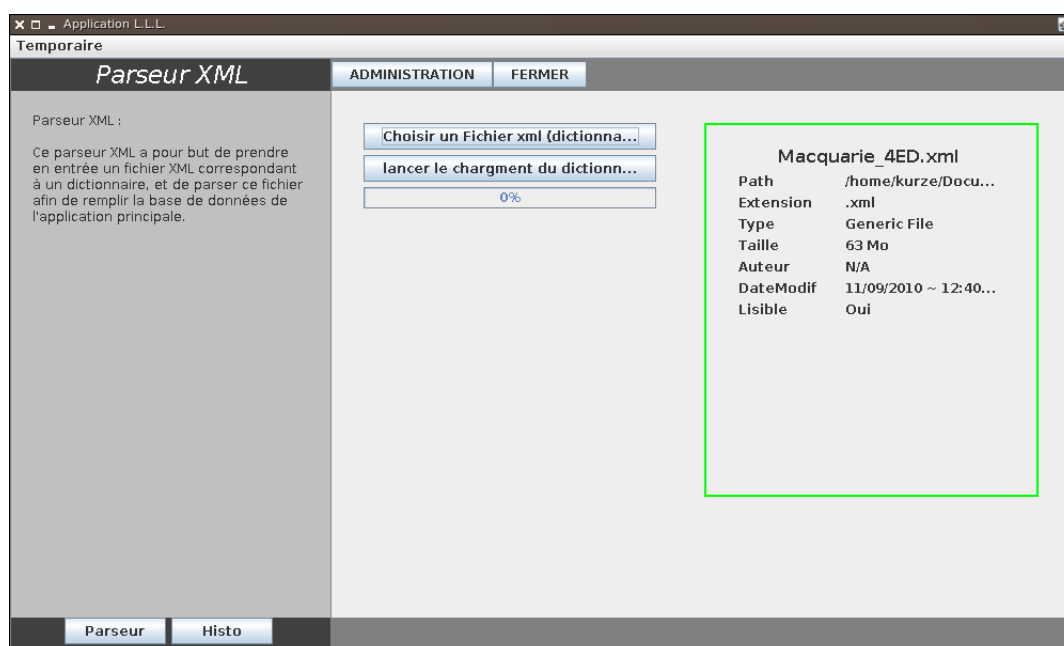 Application L.L.L.
Temporaire
Parseur XML
ADMINISTRATION FERMER
Parseur XML :
Ce parseur XML a pour but de prendre
en entrée un fichier XML correspondant
à un dictionnaire, et de parser ce fichier
afin de remplir la base de données de
l'application principale.
Choisir un Fichier xml {dictionna...
lancer le chargment du dictionn...
0%
Macquarie_4ED.xml
Path /home/kurze/Docu...
Extension .xml
Type Generic File
Taille 63 Mo
Auteur N/A
DateModif 11/09/2010 ~ 12:40...
Lisible Oui
Parseur Histo